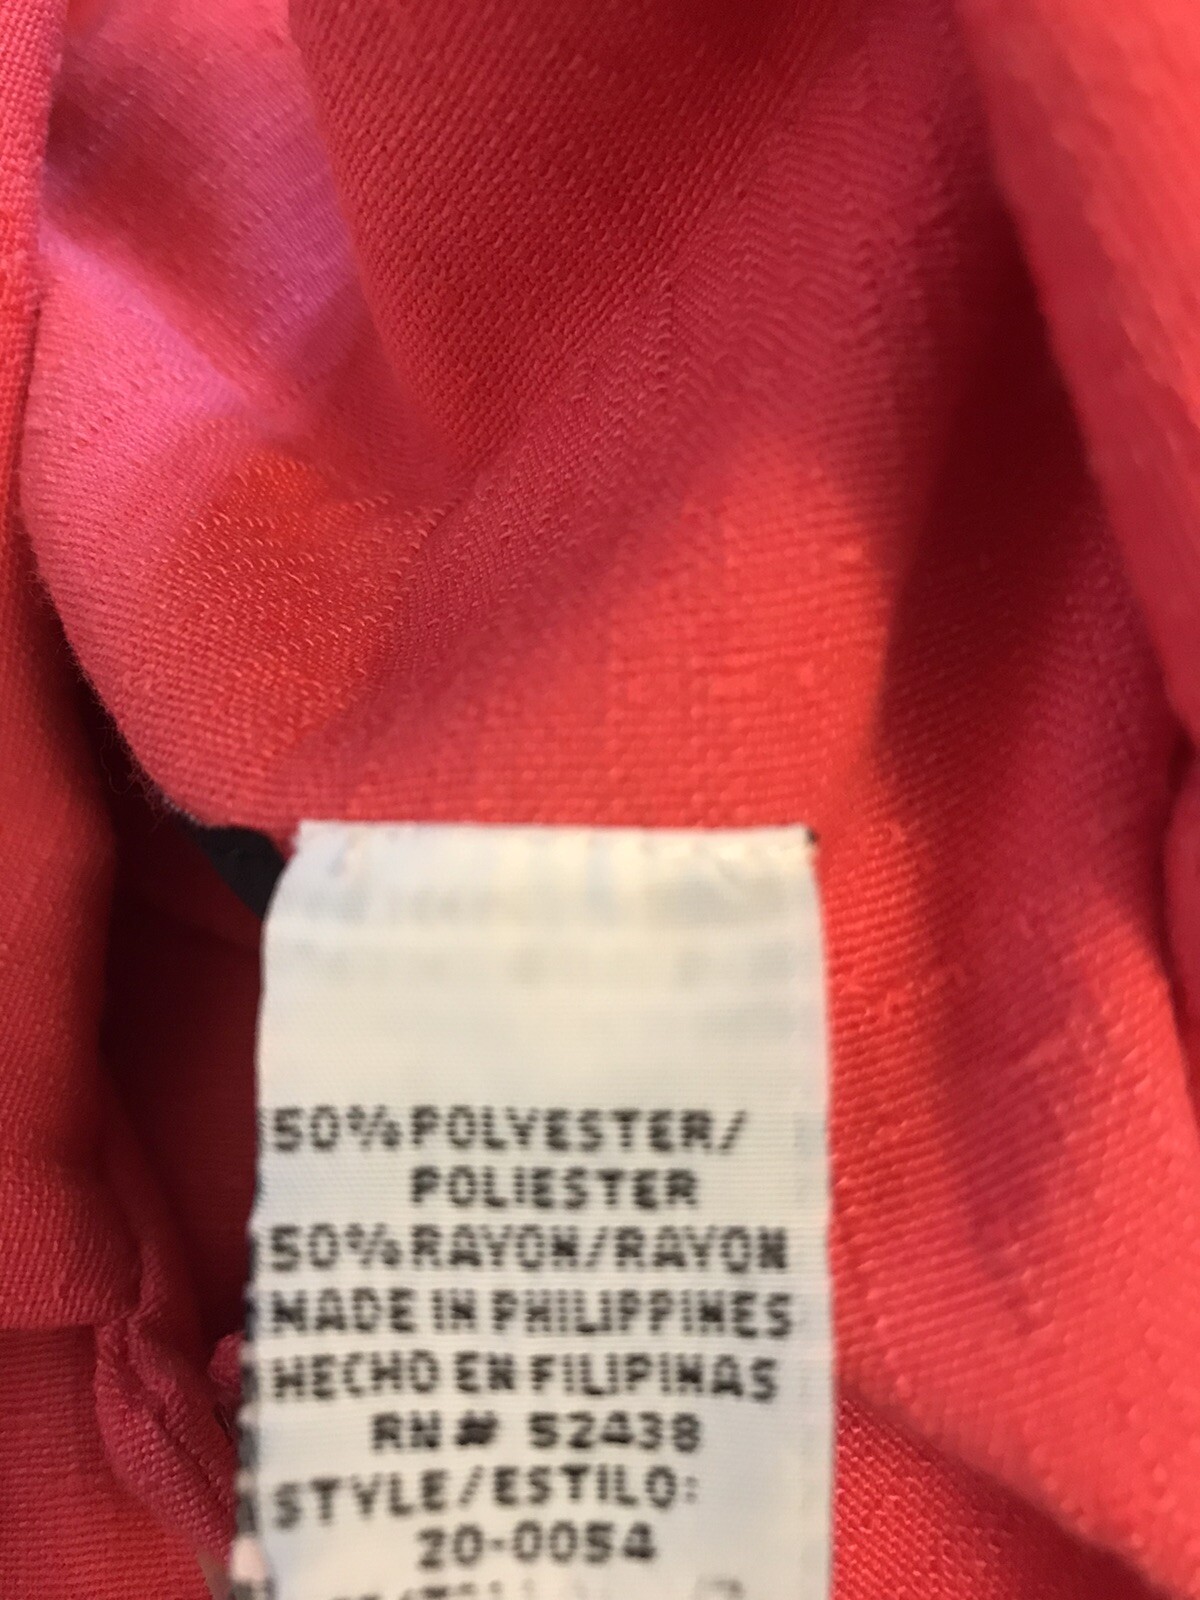 50% POLYESTER/
POLIESTER
50% RAYON/RAYON
MADE IN PHILIPPINES
HECHO EN FILIPINAS
RN# 52438
STYLE/ESTILO:
20-0054